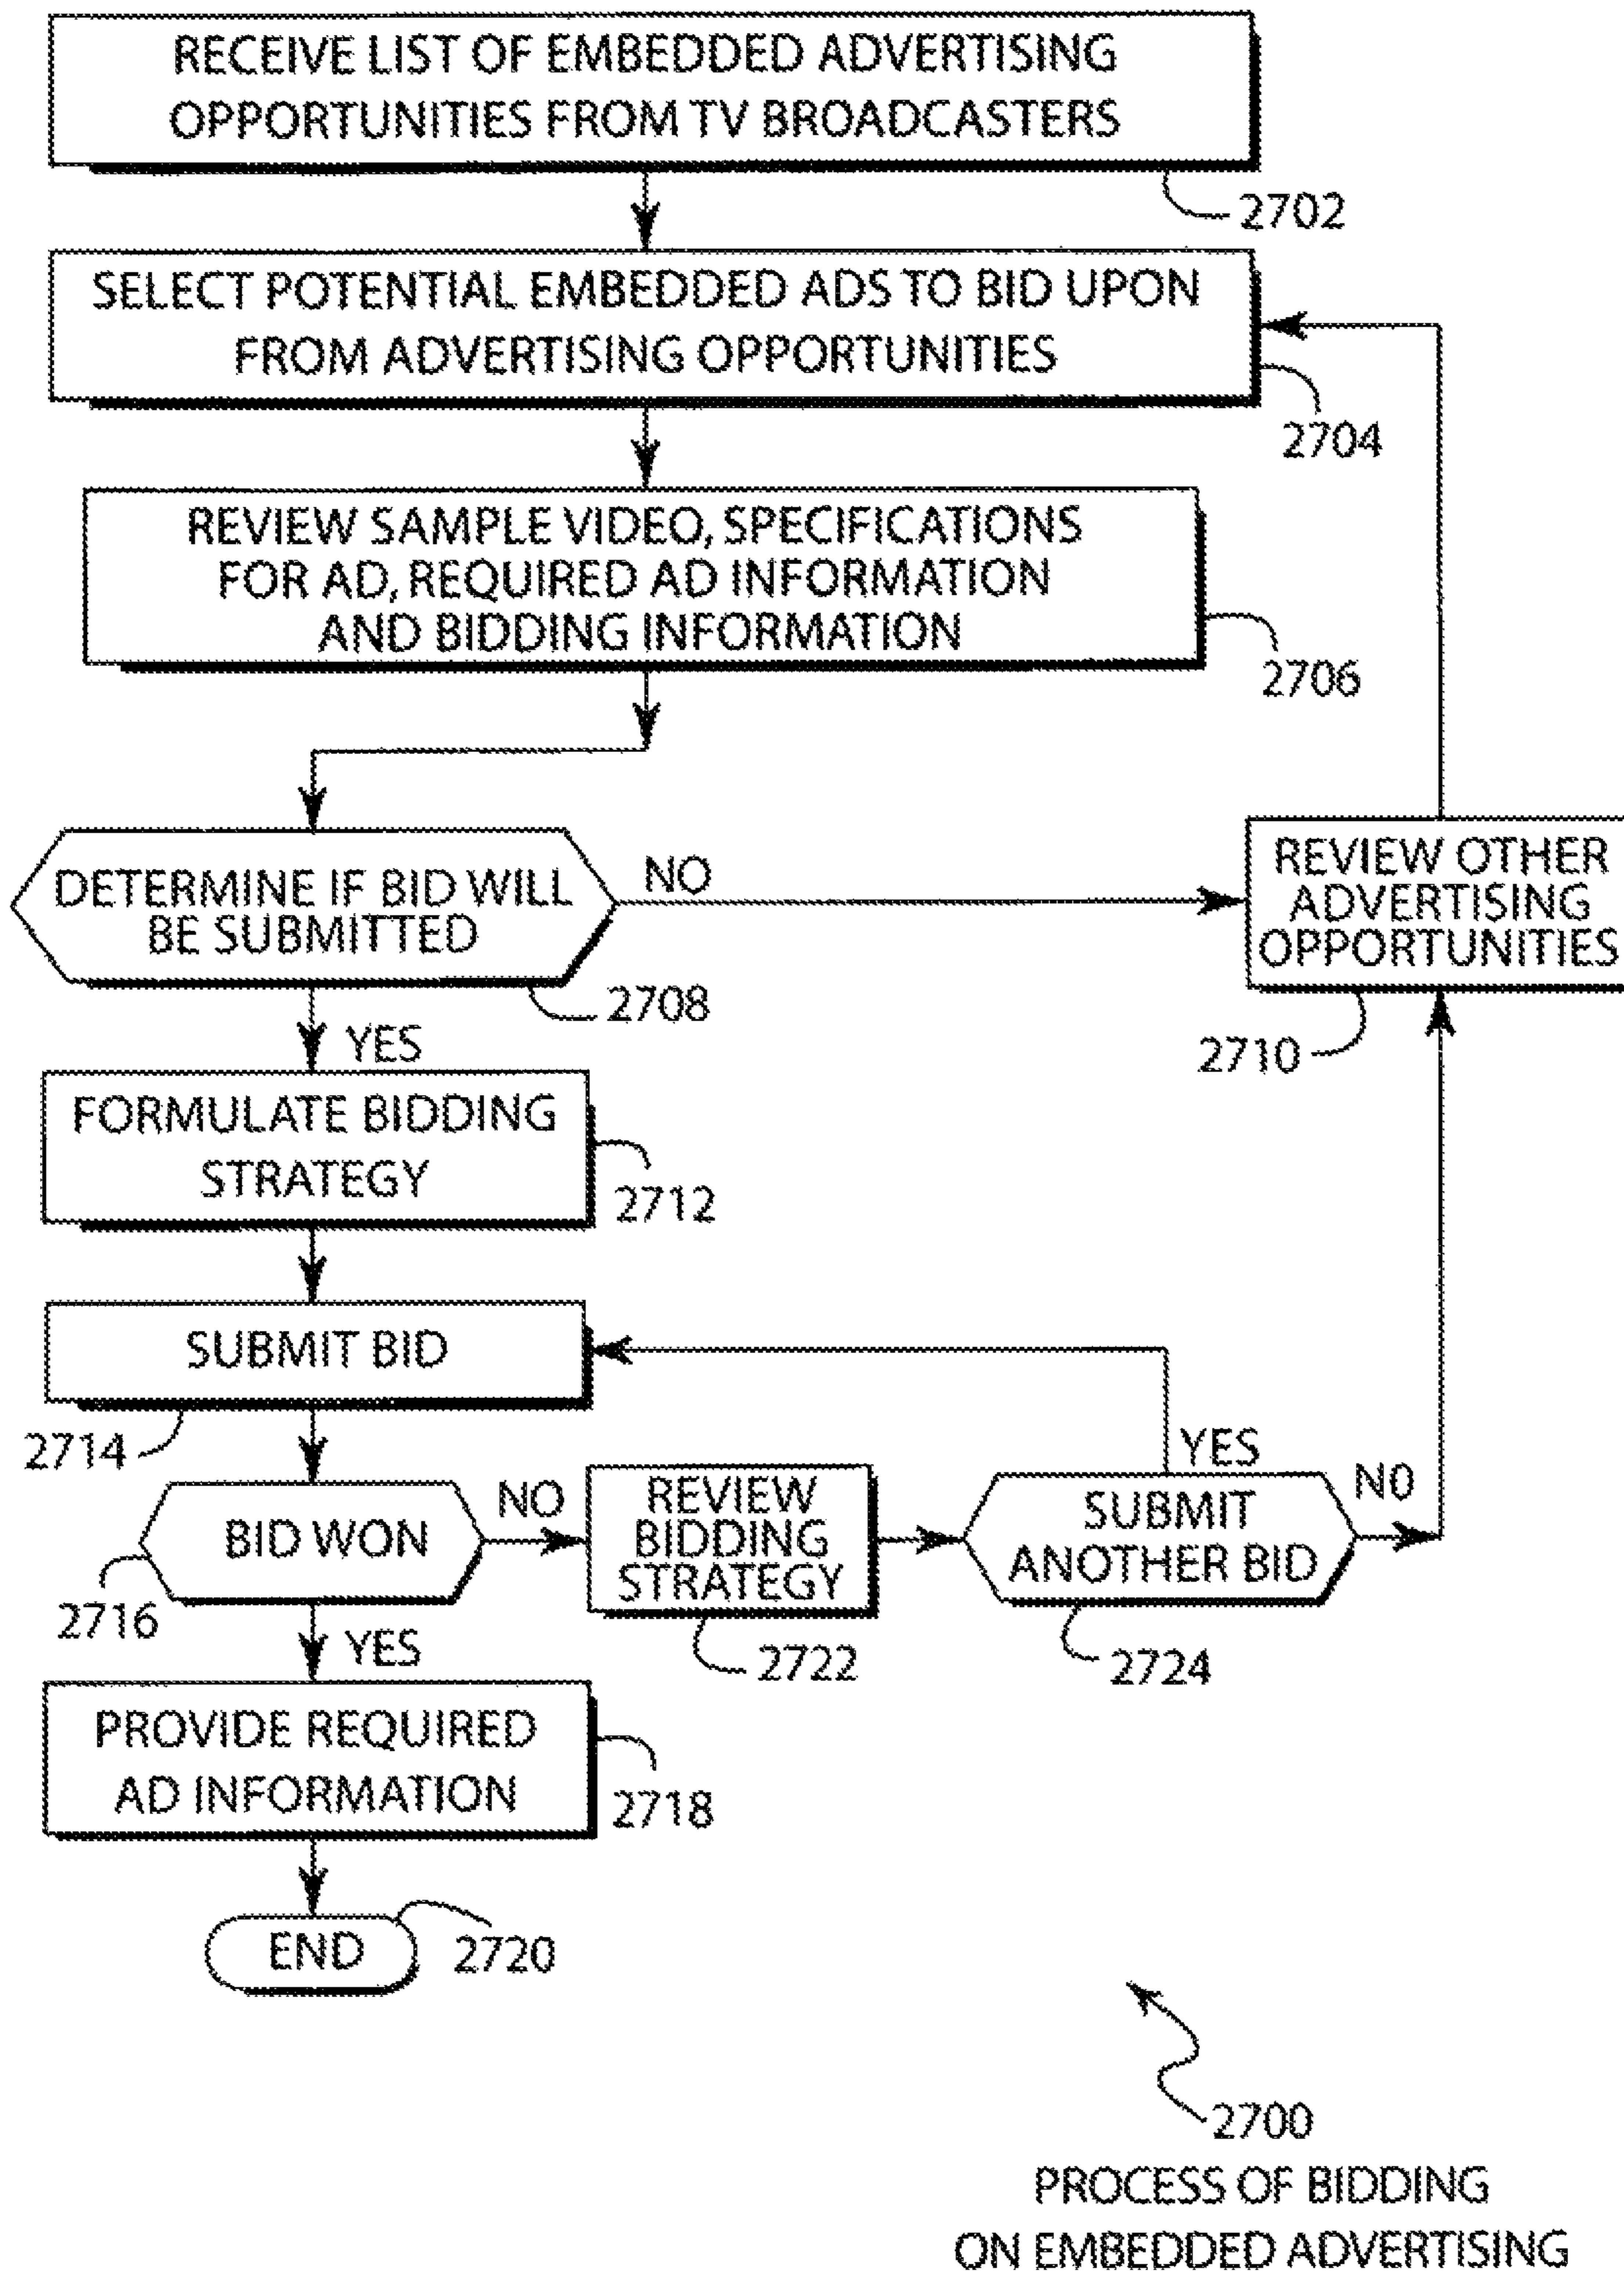 RECEIVE LIST OF EMBEDDED ADVERTISING
OPPORTUNITIES FROM TV BROADCASTERS
2702
SELECT POTENTIAL EMBEDDED ADS TO BID UPON
FROM ADVERTISING OPPORTUNITIES
2704
REVIEW SAMPLE VIDEO, SPECIFICATIONS
FOR AD, REQUIRED AD INFORMATION
AND BIDDING INFORMATION
2706
DETERMINE IF BID WILL
BE SUBMITTED
NO
2708
REVIEW OTHER
ADVERTISING
OPPORTUNITIES
2710
YES
FORMULATE BIDDING
STRATEGY
2712
SUBMIT BID
2714
BID WON
NO
2716
REVIEW
BIDDING
STRATEGY
2722
YES
SUBMIT
ANOTHER BID
NO
2724
YES
PROVIDE REQUIRED
AD INFORMATION
2718
END
2720
2700
PROCESS OF BIDDING
ON EMBEDDED ADVERTISING